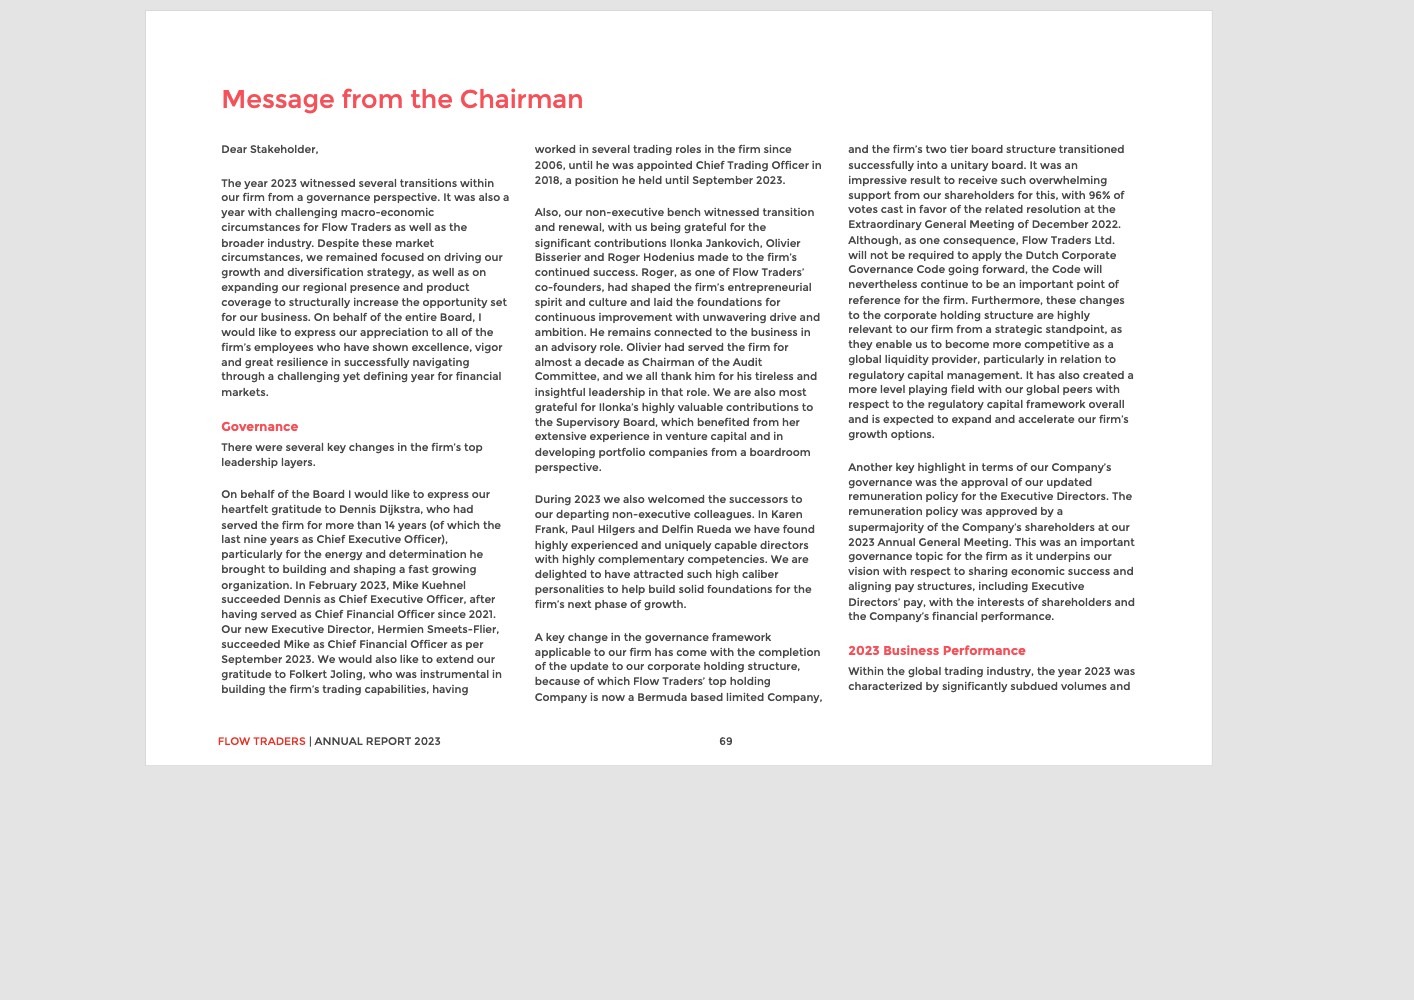 Message from the Chairman
Dear Stakeholder,
The year 2023 witnessed several transitions within
our firm from a governance perspective. It was also a
year with challenging macro-economic
circumstances for Flow Traders as well as the
broader industry. Despite these market
circumstances, we remained focused on driving our
growth and diversification strategy, as well as on
expanding our regional presence and product
coverage to structurally increase the opportunity set
for our business. On behalf of the entire Board, I
would like to express our appreciation to all of the
firm's employees who have shown excellence, vigor
and great resilience in successfully navigating
through a challenging yet defining year for financial
markets.
Governance
There were several key changes in the firm's top
leadership layers.
On behalf of the Board I would like to express our
heartfelt gratitude to Dennis Dijkstra, who had
served the firm for more than 14 years (of which the
last nine years as Chief Executive Officer),
particularly for the energy and determination he
brought to building and shaping a fast growing
organization. In February 2023, Mike Kuehnel
succeeded Dennis as Chief Executive Officer, after
having served as Chief Financial Officer since 2021.
Our new Executive Director, Hermien Smeets-Flier,
succeeded Mike as Chief Financial Officer as per
September 2023. We would also like to extend our
gratitude to Folkert Joling, who was instrumental in
building the firm's trading capabilities, having
worked in several trading roles in the firm since
2006, until he was appointed Chief Trading Officer in
2018, a position he held until September 2023.
Also, our non-executive bench witnessed transition
and renewal, with us being grateful for the
significant contributions Ilonka Jankovich, Olivier
Bisserier and Roger Hodenius made to the firm's
continued success. Roger, as one of Flow Traders'
co-founders, had shaped the firm's entrepreneurial
spirit and culture and laid the foundations for
continuous improvement with unwavering drive and
ambition. He remains connected to the business in
an advisory role. Olivier had served the firm for
almost a decade as Chairman of the Audit
Committee, and we all thank him for his tireless and
insightful leadership in that role. We are also most
grateful for Ilonka's highly valuable contributions to
the Supervisory Board, which benefited from her
extensive experience in venture capital and in
developing portfolio companies from a boardroom
perspective.
During 2023 we also welcomed the successors to
our departing non-executive colleagues. In Karen
Frank, Paul Hilgers and Delfin Rueda we have found
highly experienced and uniquely capable directors
with highly complementary competencies. We are
delighted to have attracted such high caliber
personalities to help build solid foundations for the
firm's next phase of growth.
A key change in the governance framework
applicable to our firm has come with the completion
of the update to our corporate holding structure,
because of which Flow Traders' top holding
Company is now a Bermuda based limited Company,
and the firm's two tier board structure transitioned
successfully into a unitary board. It was an
impressive result to receive such overwhelming
support from our shareholders for this, with 96% of
votes cast in favor of the related resolution at the
Extraordinary General Meeting of December 2022.
Although, as one consequence, Flow Traders Ltd.
will not be required to apply the Dutch Corporate
Governance Code going forward, the Code will
nevertheless continue to be an important point of
reference for the firm. Furthermore, these changes
to the corporate holding structure are highly
relevant to our firm from a strategic standpoint, as
they enable us to become more competitive as a
global liquidity provider, particularly in relation to
regulatory capital management. It has also created a
more level playing field with our global peers with
respect to the regulatory capital framework overall
and is expected to expand and accelerate our firm's
growth options.
Another key highlight in terms of our Company's
governance was the approval of our updated
remuneration policy for the Executive Directors. The
remuneration policy was approved by a
supermajority of the Company's shareholders at our
2023 Annual General Meeting. This was an important
governance topic for the firm as it underpins our
vision with respect to sharing economic success and
aligning pay structures, including Executive
Directors' pay, with the interests of shareholders and
the Company's financial performance.
2023 Business Performance
Within the global trading industry, the year 2023 was
characterized by significantly subdued volumes and
FLOW TRADERS | ANNUAL REPORT 2023
69